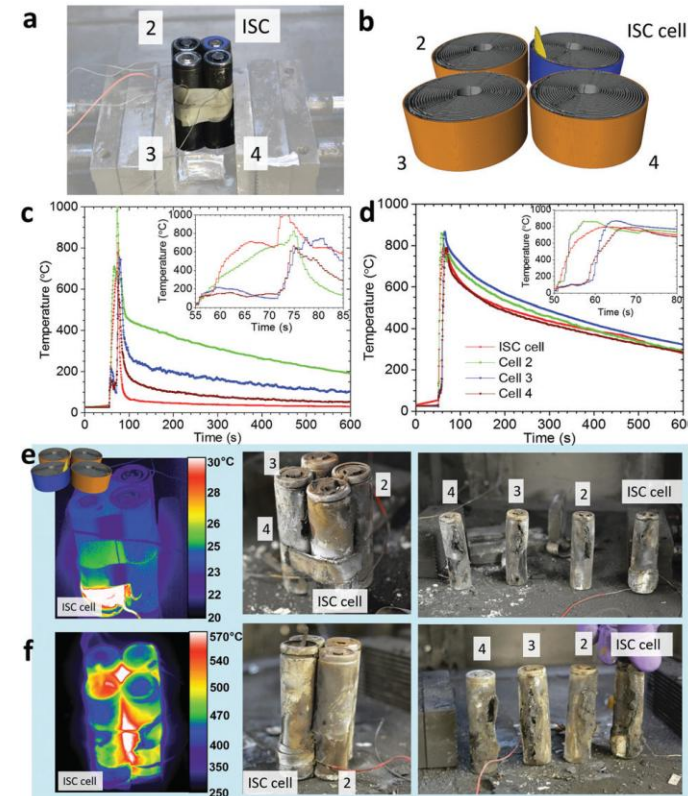 a
2
ISC
3
4
b
ISC cell
2
3
4
c
1000
800
600
400
200
0
Temperature (°C)
0 100 200 300 400 500 600
Time (s)
1000
800
600
400
200
0
Temperature (°C)
55 60 65 70 75 80 85
Time (s)
d
1000
800
600
400
200
0
Temperature (°C)
0 100 200 300 400 500 600
Time (s)
1000
800
600
400
200
0
Temperature (°C)
50 60 70 80
Time (s)
ISC cell
Cell 2
Cell 3
Cell 4
e
30°C
28
26
25
23
22
20
ISC cell
3
2
4
ISC cell
4
3
2
ISC cell
f
570°C
540
500
470
400
350
250
ISC cell
ISC cell
2
4
3
2
ISC cell